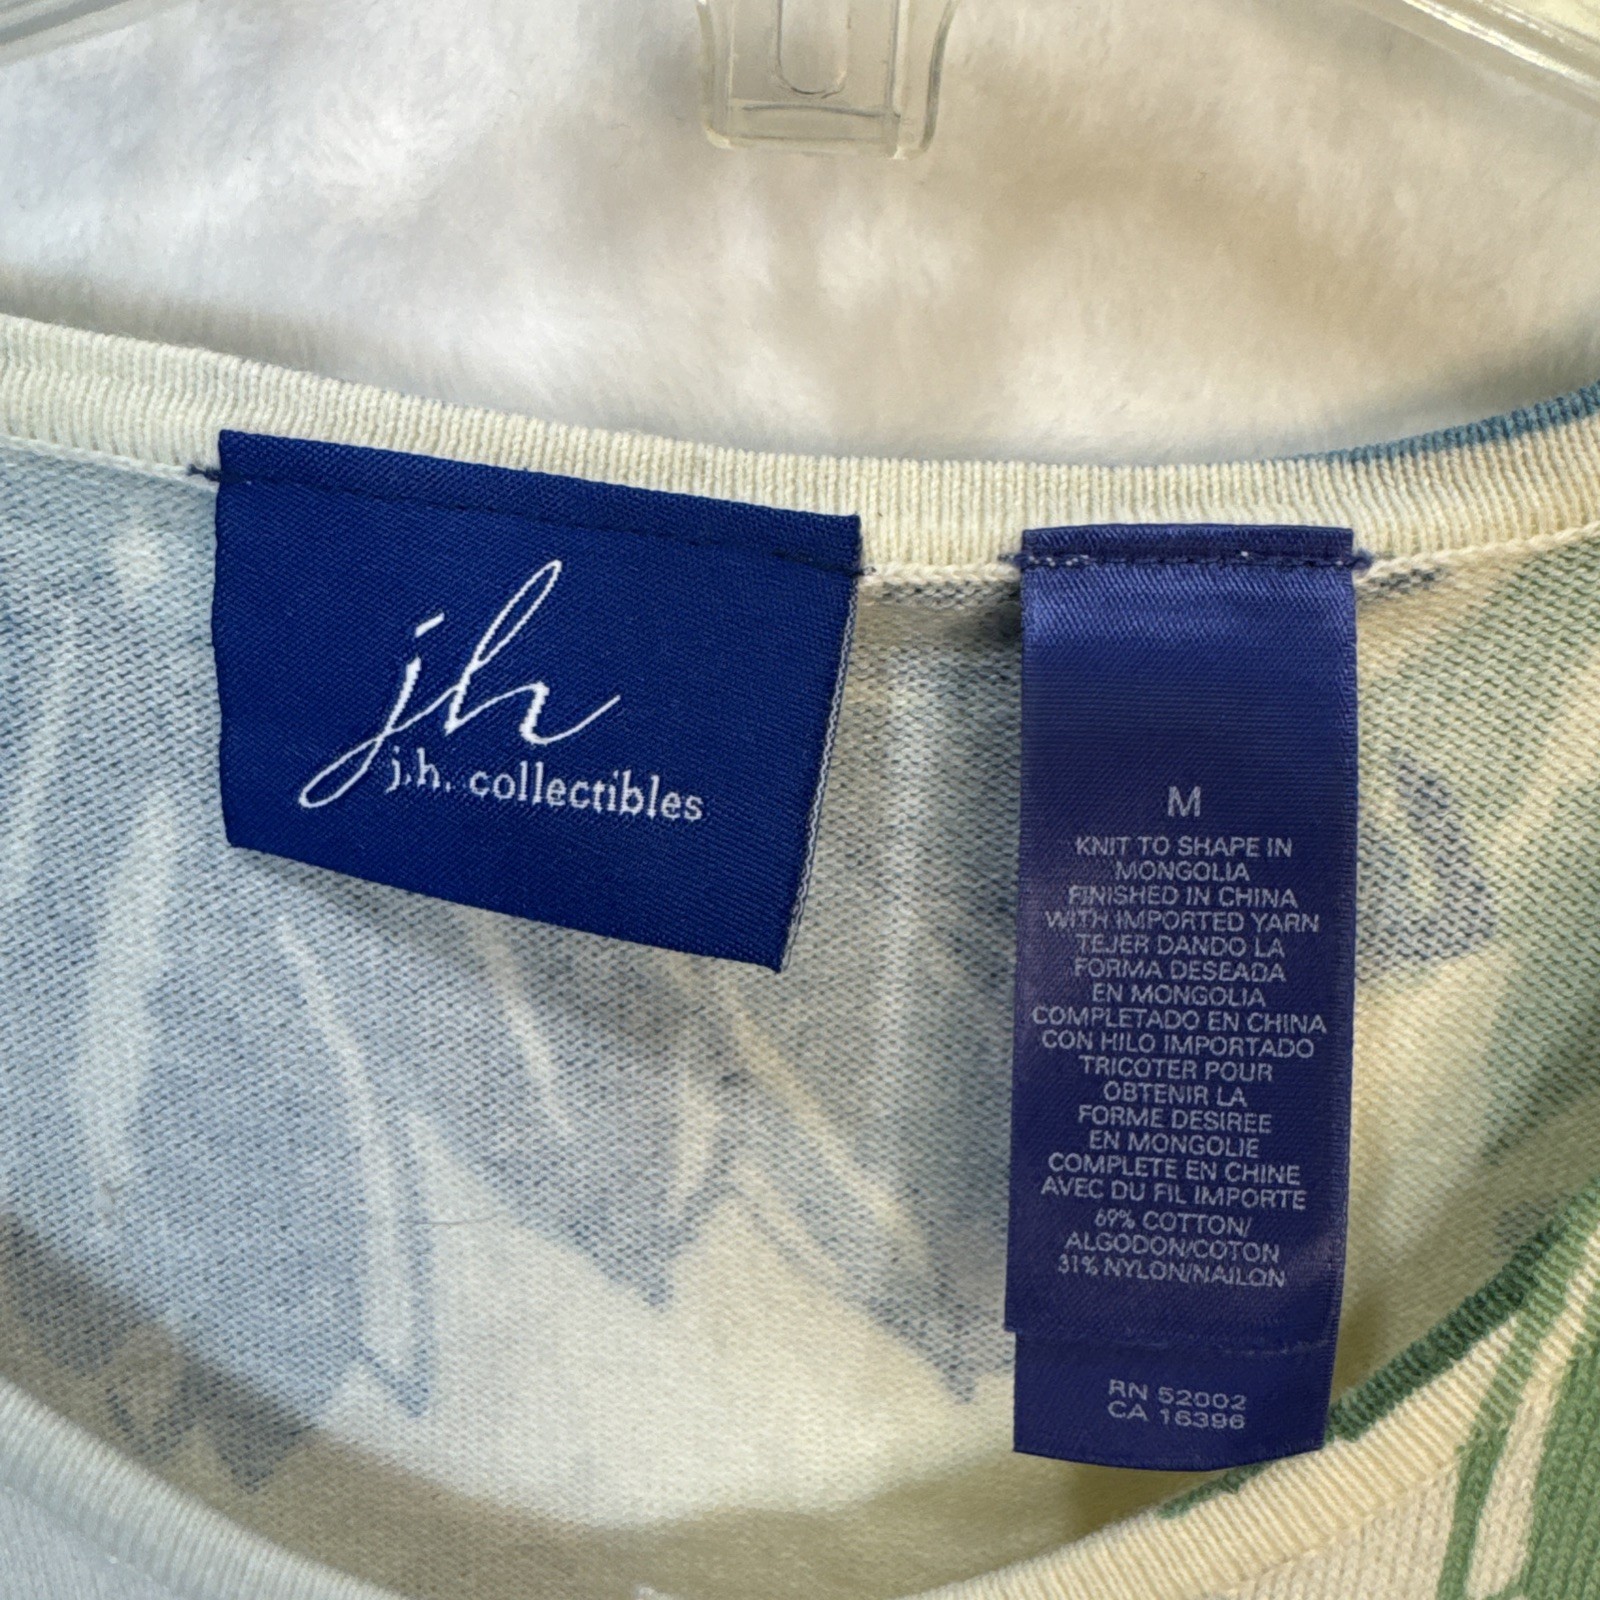 jh
j.h. collectibles
M
KNIT TO SHAPE IN
MONGOLIA
FINISHED IN CHINA
WITH IMPORTED YARN
TEJER DANDO LA
FORMA DESEADA
EN MONGOLIA
COMPLETADO EN CHINA
CON HILO IMPORTADO
TRICOTER POUR
OBTENIR LA
FORME DESIREE
EN MONGOLIE
COMPLETE EN CHINE
AVEC DU FIL IMPORTE
69% COTTON/
ALGODON/COTON
31% NYLON/NAILON
RN 52002
CA 16396